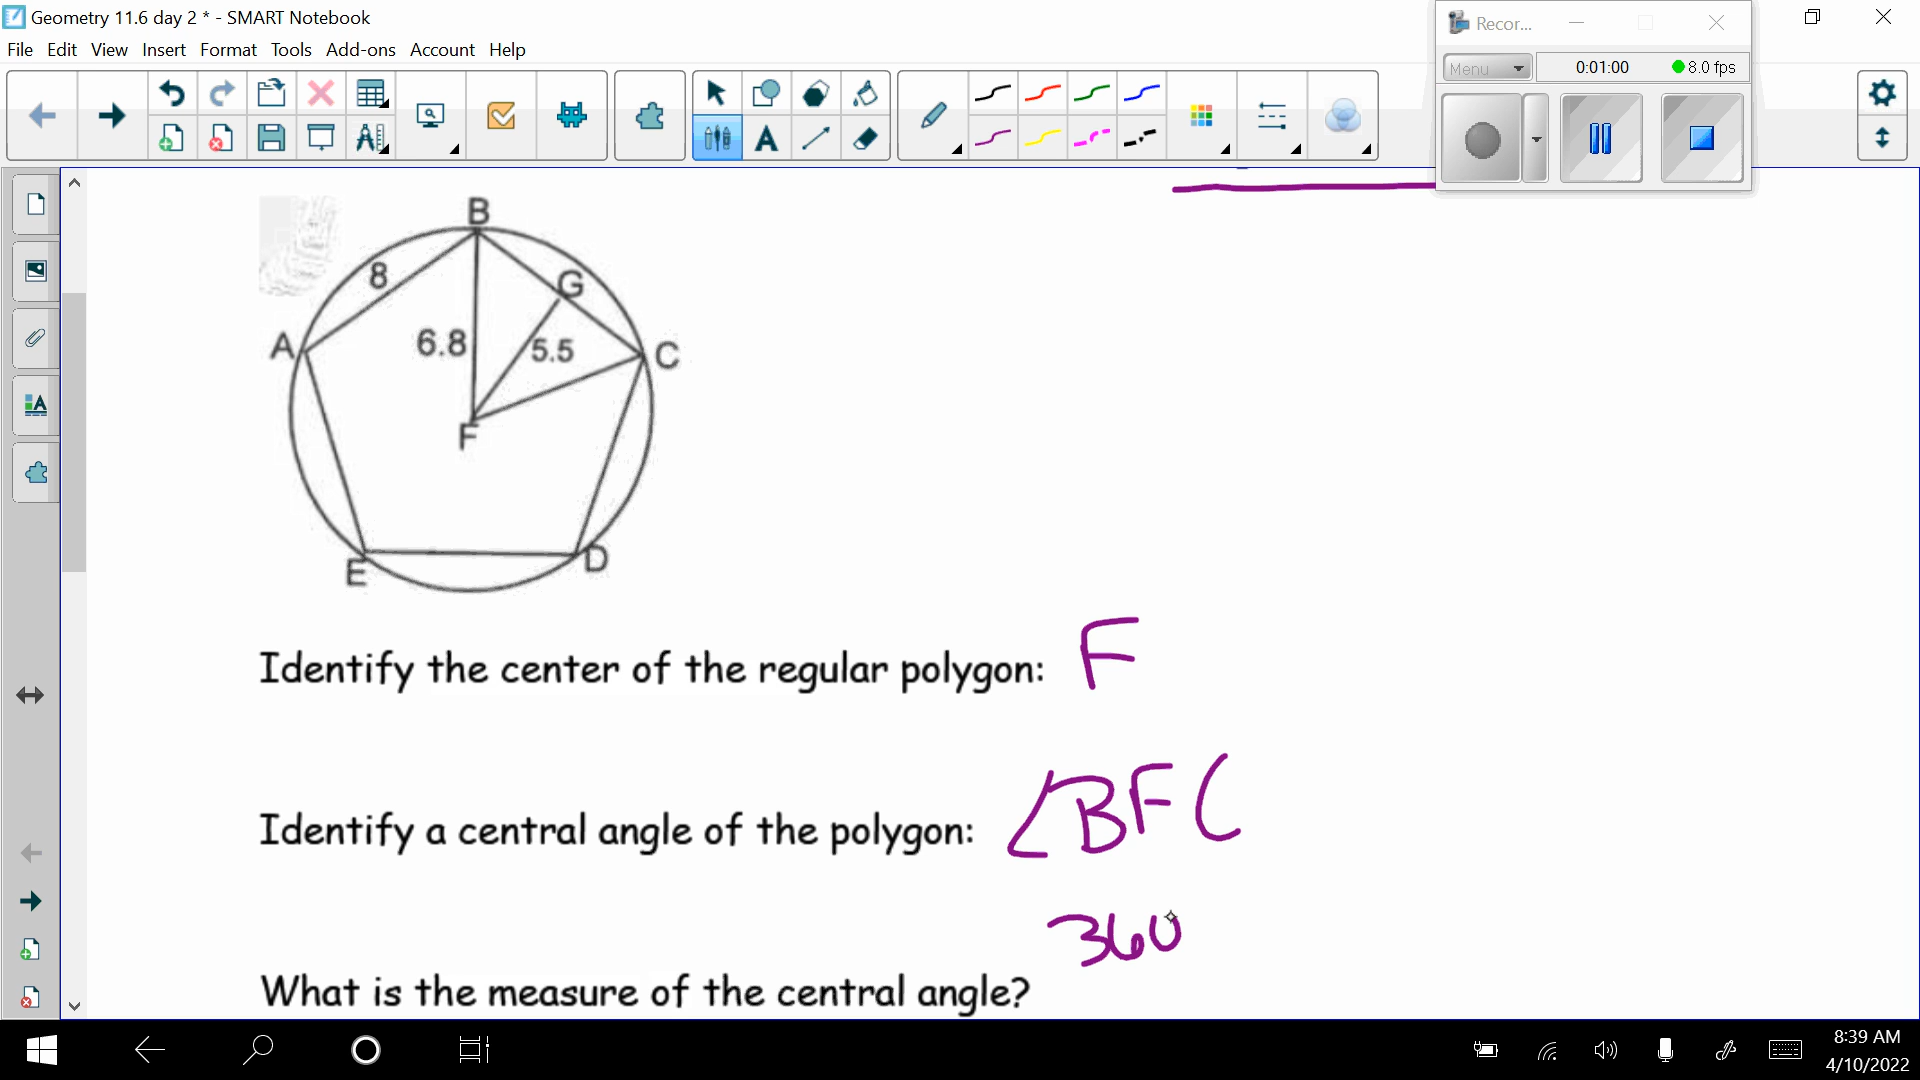 Geometry 11.6 day 2 * - SMART Notebook
Recor...
File Edit View Insert Format Tools Add-ons Account Help
Menu
0:01:00
8.0 fps
B
8
G
A
6.8
5.5
C
F
E
D
Identify the center of the regular polygon: F
Identify a central angle of the polygon: ∠BFC
360
What is the measure of the central angle?
8:39 AM
4/10/2022